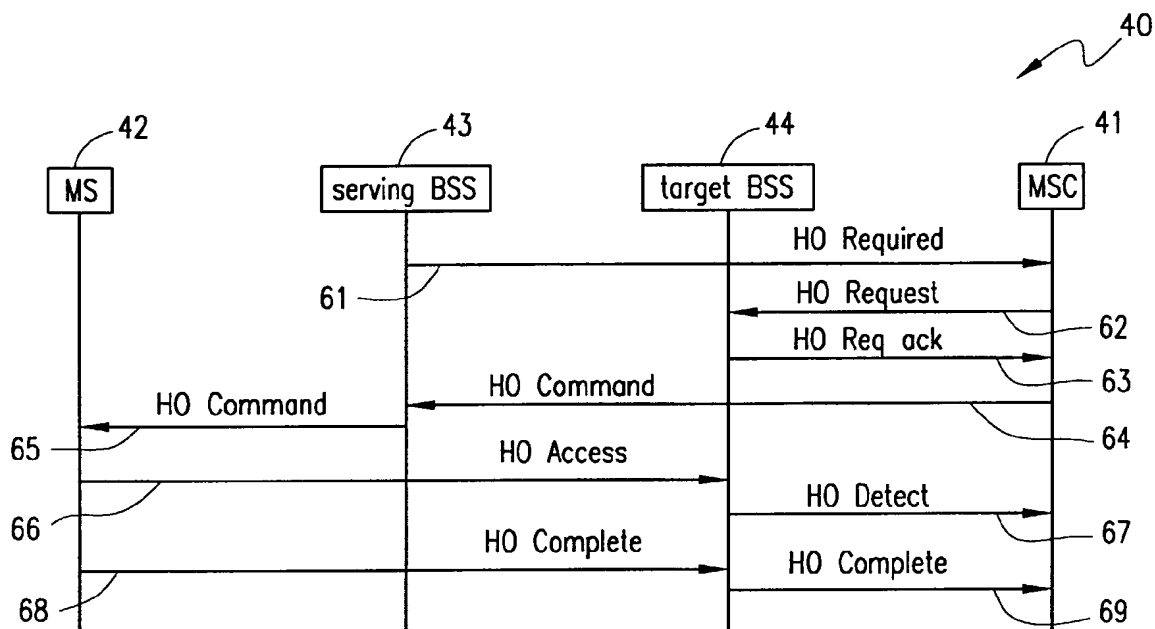 40
42
43
44
41
MS
serving BSS
target BSS
MSC
HO Required
61
HO Request
62
HO Req ack
63
HO Command
64
HO Command
65
HO Access
66
HO Detect
67
HO Complete
68
HO Complete
69